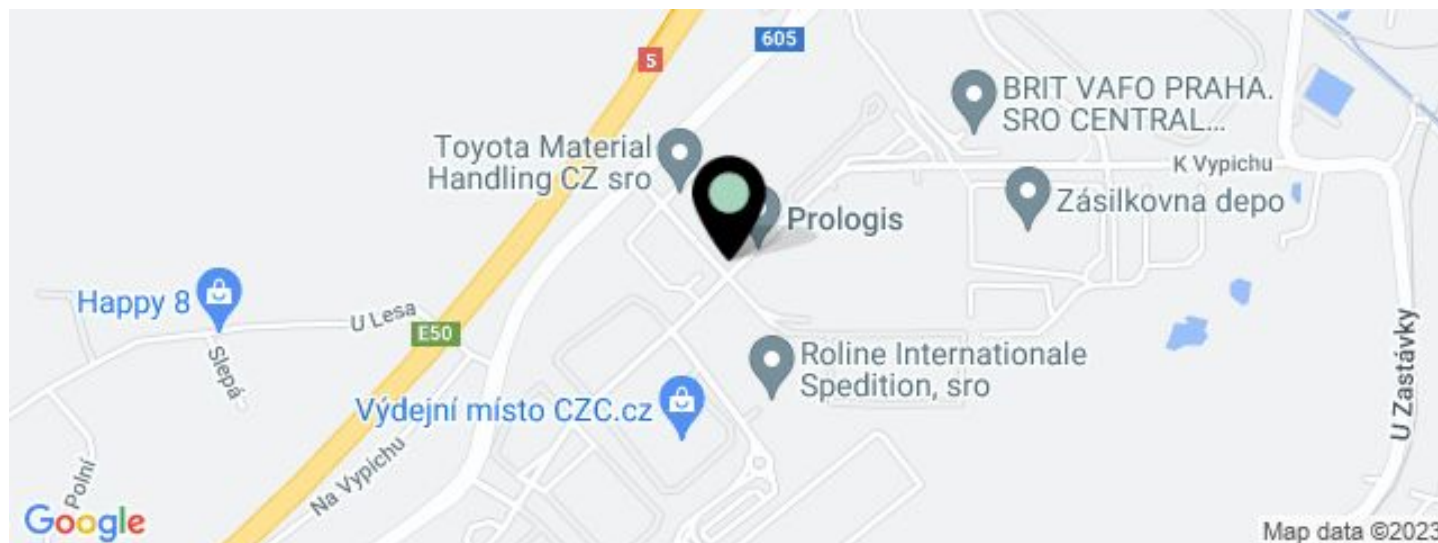 605
5
BRIT VAFO PRAHA.
SRO CENTRAL...
Toyota Material
Handling CZ sro
K Vypichu
Zásilkovna depo
Prologis
Happy 8
U Lesa
E50
Slepá
Roline Internationale
Spedition, sro
Výdejní místo CZC.cz
U Zastávky
Na Vypichu
Polní
Google
Map data ©2023